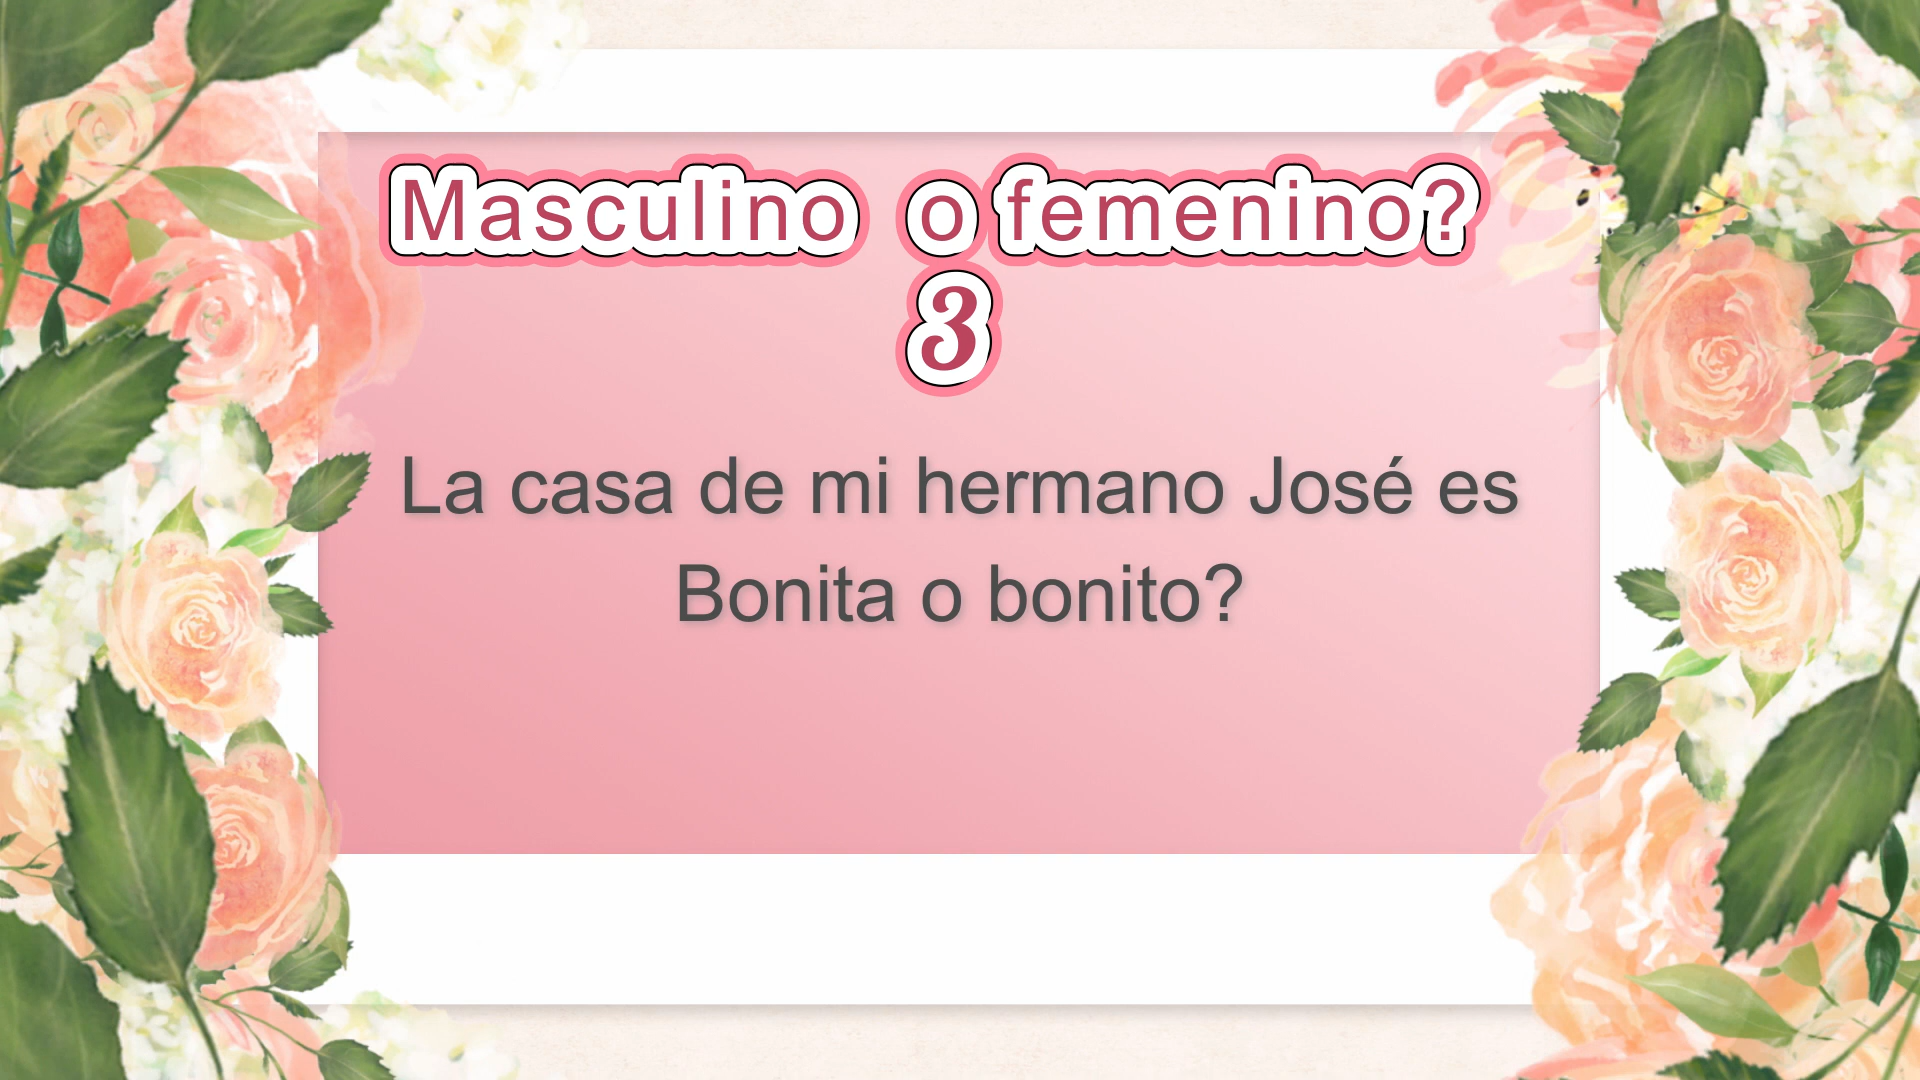 Masculino o femenino?
3
La casa de mi hermano José es
Bonita o bonito?